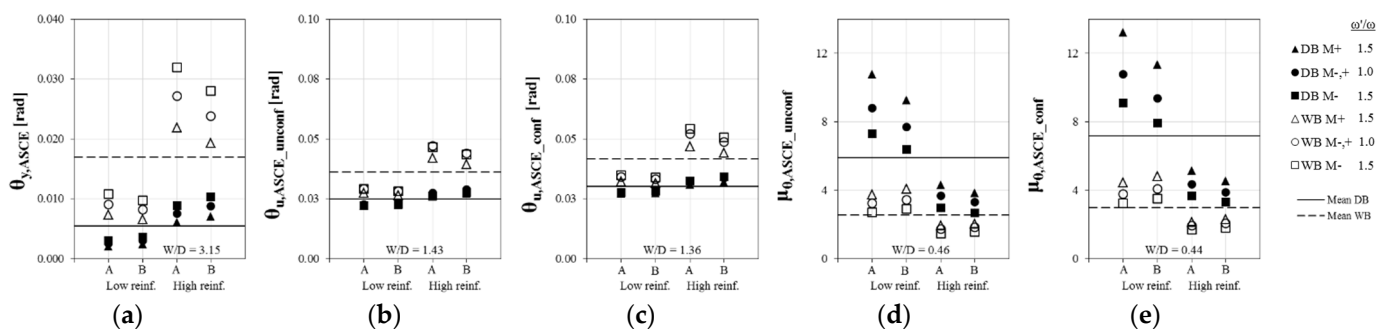 θy,ASCE [rad]
0.040
0.030
0.020
0.010
0.000
W/D = 3.15
A B A B
Low reinf. High reinf.
(a)
θu,ASCE_unconf [rad]
0.10
0.08
0.05
0.03
0.00
W/D = 1.43
A B A B
Low reinf. High reinf.
(b)
θu,ASCE_conf [rad]
0.10
0.08
0.05
0.03
0.00
W/D = 1.36
A B A B
Low reinf. High reinf.
(c)
μθ,ASCE_unconf
12
8
4
0
W/D = 0.46
A B A B
Low reinf. High reinf.
(d)
μθ,ASCE_conf
12
8
4
0
W/D = 0.44
A B A B
Low reinf. High reinf.
(e)
ω'/ω
▲ DB M+ 1.5
● DB M-,+ 1.0
■ DB M- 1.5
△ WB M+ 1.5
○ WB M-,+ 1.0
□ WB M- 1.5
Mean DB
Mean WB